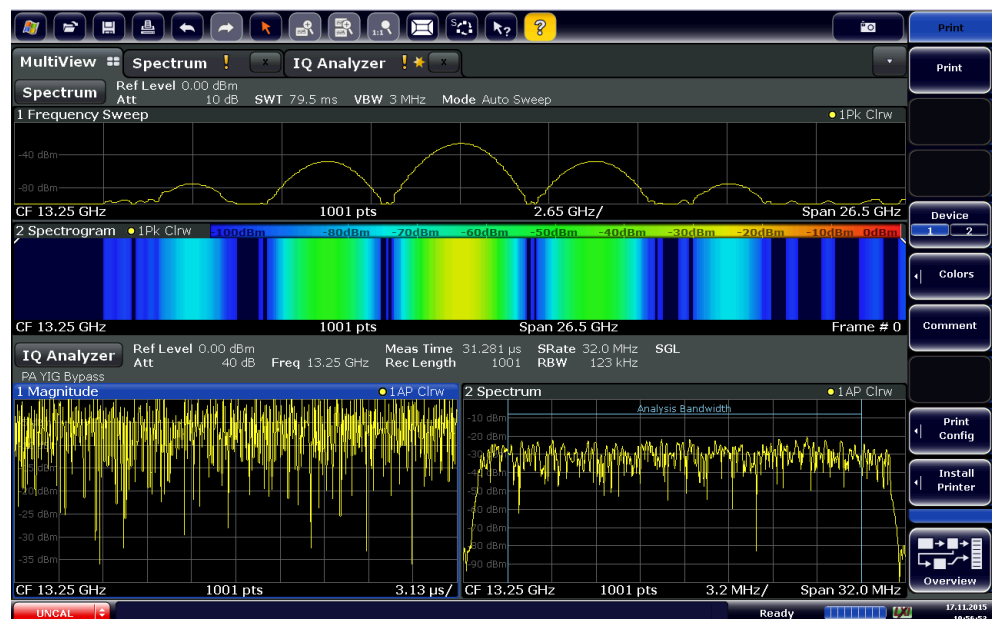 1:1
S
?
?
Print
MultiView
Spectrum !
x
IQ Analyzer !
x
Print
Spectrum
Ref Level 0.00 dBm
Att 10 dB SWT 79.5 ms VBW 3 MHz Mode Auto Sweep
1 Frequency Sweep
1Pk Clrw
-40 dBm
-80 dBm
CF 13.25 GHz 1001 pts 2.65 GHz/ Span 26.5 GHz
Device
1 2
2 Spectrogram 1Pk Clrw -100dBm -80dBm -70dBm -60dBm -50dBm -40dBm -30dBm -20dBm -10dBm 0dBm
Colors
CF 13.25 GHz 1001 pts Span 26.5 GHz Frame # 0
Comment
IQ Analyzer
Ref Level 0.00 dBm Meas Time 31.281 µs SRate 32.0 MHz SGL
Att 40 dB Freq 13.25 GHz Rec Length 1001 RBW 123 kHz
PA YIG Bypass
1 Magnitude 1AP Clrw
2 Spectrum 1AP Clrw
Analysis Bandwidth
-10 dBm
-20 dBm
Print
Config
Install
Printer
-25 dBm
-30 dBm
-35 dBm
-90 dBm
CF 13.25 GHz 1001 pts 3.13 µs/
CF 13.25 GHz 1001 pts 3.2 MHz/ Span 32.0 MHz
Overview
UNCAL
Ready
17.11.2015